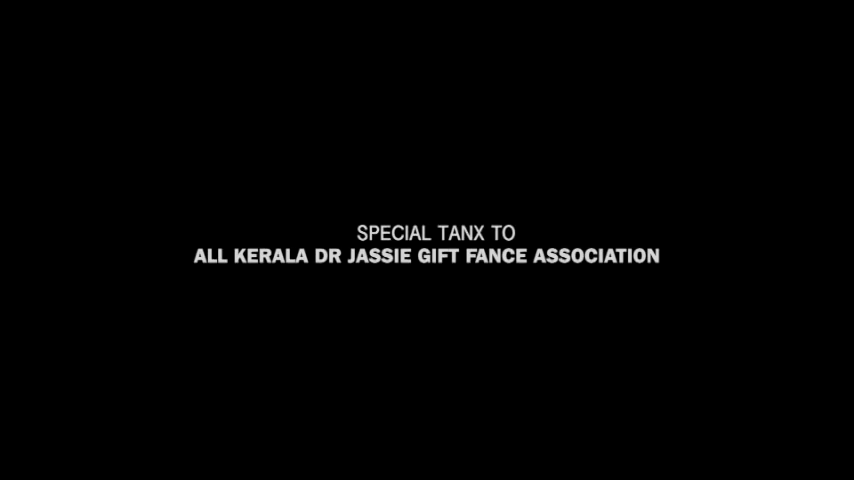 SPECIAL TANX TO
ALL KERALA DR JASSIE GIFT FANCE ASSOCIATION